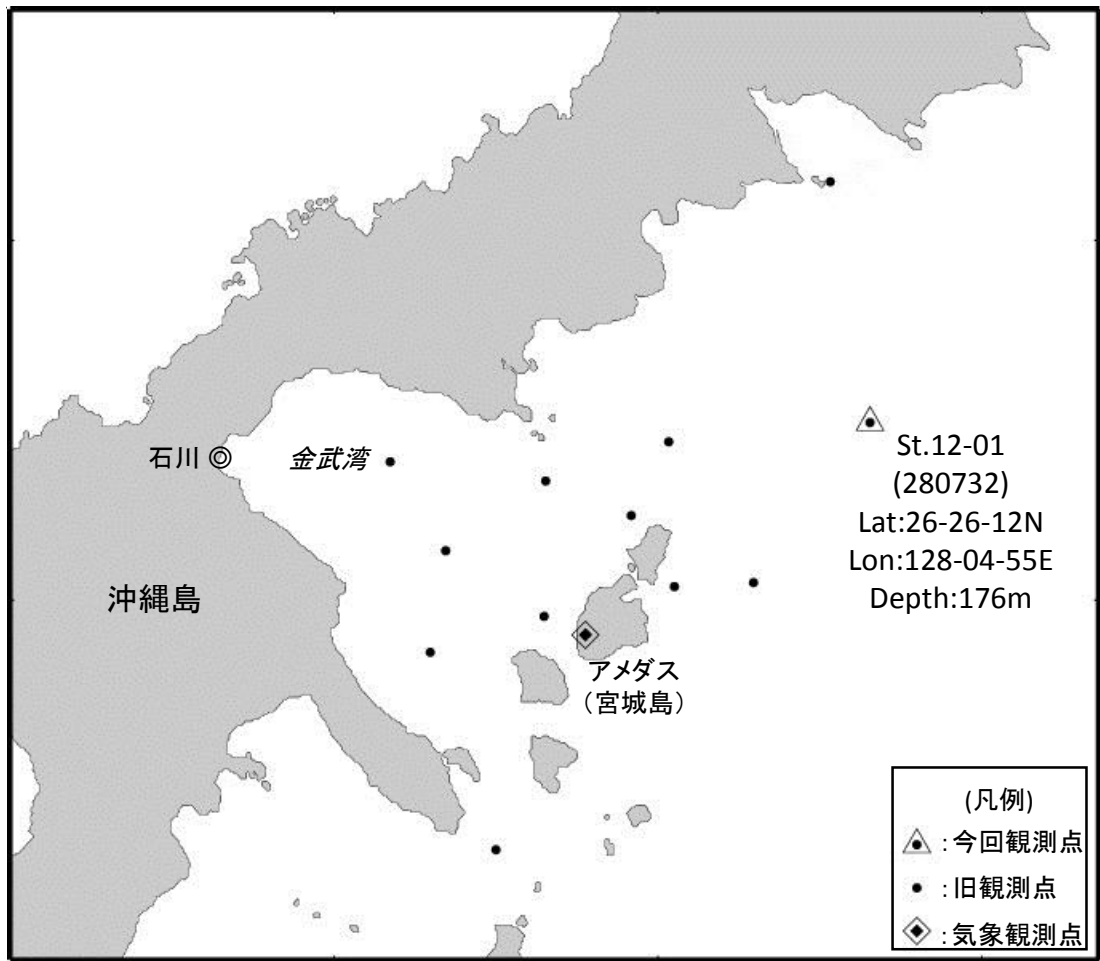 St.12-01
(280732)
Lat:26-26-12N
Lon:128-04-55E
Depth:176m
石川
金武湾
沖縄島
アメダス
（宮城島）
(凡例)
：今回観測点
：旧観測点
：気象観測点